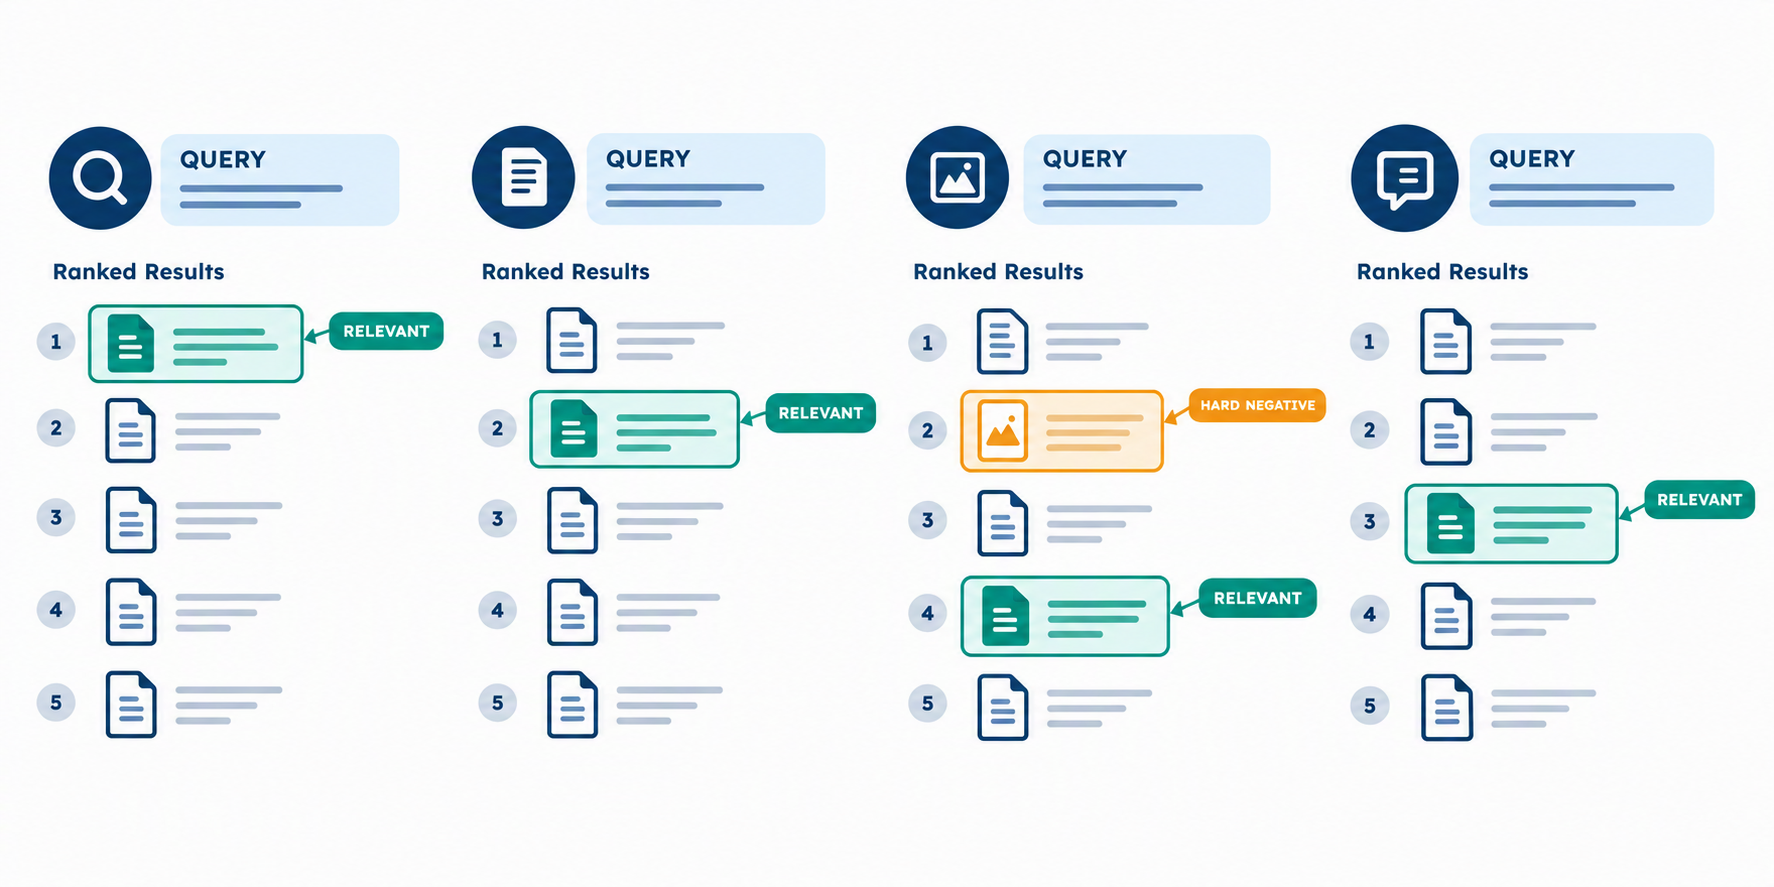 QUERY
Ranked Results
1
RELEVANT
2
3
4
5
QUERY
Ranked Results
1
2
RELEVANT
3
4
5
QUERY
Ranked Results
1
2
HARD NEGATIVE
3
4
RELEVANT
5
QUERY
Ranked Results
1
2
3
RELEVANT
4
5